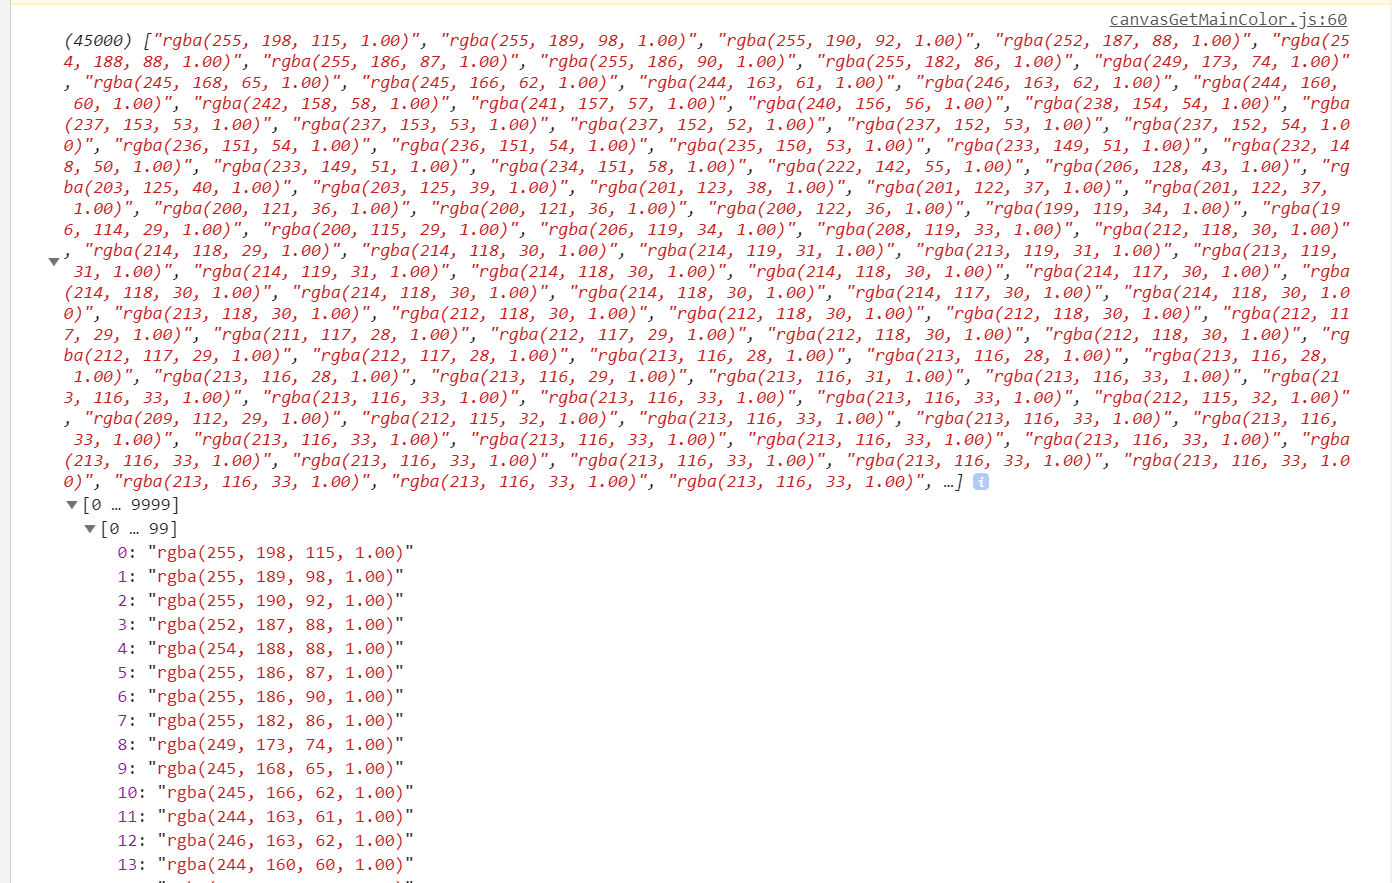 canvasGetMainColor.js:60
(45000) ["rgba(255, 198, 115, 1.00)", "rgba(255, 189, 98, 1.00)", "rgba(255, 190, 92, 1.00)", "rgba(252, 187, 88, 1.00)", "rgba(25
4, 188, 88, 1.00)", "rgba(255, 186, 87, 1.00)", "rgba(255, 186, 90, 1.00)", "rgba(255, 182, 86, 1.00)", "rgba(249, 173, 74, 1.00)"
, "rgba(245, 168, 65, 1.00)", "rgba(245, 166, 62, 1.00)", "rgba(244, 163, 61, 1.00)", "rgba(246, 163, 62, 1.00)", "rgba(244, 160,
60, 1.00)", "rgba(242, 158, 58, 1.00)", "rgba(241, 157, 57, 1.00)", "rgba(240, 156, 56, 1.00)", "rgba(238, 154, 54, 1.00)", "rgba
(237, 153, 53, 1.00)", "rgba(237, 153, 53, 1.00)", "rgba(237, 152, 52, 1.00)", "rgba(237, 152, 53, 1.00)", "rgba(237, 152, 54, 1.0
0)", "rgba(236, 151, 54, 1.00)", "rgba(236, 151, 54, 1.00)", "rgba(235, 150, 53, 1.00)", "rgba(233, 149, 51, 1.00)", "rgba(232, 14
8, 50, 1.00)", "rgba(233, 149, 51, 1.00)", "rgba(234, 151, 58, 1.00)", "rgba(222, 142, 55, 1.00)", "rgba(206, 128, 43, 1.00)", "rg
ba(203, 125, 40, 1.00)", "rgba(203, 125, 39, 1.00)", "rgba(201, 123, 38, 1.00)", "rgba(201, 122, 37, 1.00)", "rgba(201, 122, 37,
1.00)", "rgba(200, 121, 36, 1.00)", "rgba(200, 121, 36, 1.00)", "rgba(200, 122, 36, 1.00)", "rgba(199, 119, 34, 1.00)", "rgba(19
6, 114, 29, 1.00)", "rgba(200, 115, 29, 1.00)", "rgba(206, 119, 34, 1.00)", "rgba(208, 119, 33, 1.00)", "rgba(212, 118, 30, 1.00)"
, "rgba(214, 118, 29, 1.00)", "rgba(214, 118, 30, 1.00)", "rgba(214, 119, 31, 1.00)", "rgba(213, 119, 31, 1.00)", "rgba(213, 119,
31, 1.00)", "rgba(214, 119, 31, 1.00)", "rgba(214, 118, 30, 1.00)", "rgba(214, 118, 30, 1.00)", "rgba(214, 117, 30, 1.00)", "rgba
(214, 118, 30, 1.00)", "rgba(214, 118, 30, 1.00)", "rgba(214, 118, 30, 1.00)", "rgba(214, 117, 30, 1.00)", "rgba(214, 118, 30, 1.0
0)", "rgba(213, 118, 30, 1.00)", "rgba(212, 118, 30, 1.00)", "rgba(212, 118, 30, 1.00)", "rgba(212, 118, 30, 1.00)", "rgba(212, 11
7, 29, 1.00)", "rgba(211, 117, 28, 1.00)", "rgba(212, 117, 29, 1.00)", "rgba(212, 118, 30, 1.00)", "rgba(212, 118, 30, 1.00)", "rg
ba(212, 117, 29, 1.00)", "rgba(212, 117, 28, 1.00)", "rgba(213, 116, 28, 1.00)", "rgba(213, 116, 28, 1.00)", "rgba(213, 116, 28,
1.00)", "rgba(213, 116, 28, 1.00)", "rgba(213, 116, 29, 1.00)", "rgba(213, 116, 31, 1.00)", "rgba(213, 116, 33, 1.00)", "rgba(21
3, 116, 33, 1.00)", "rgba(213, 116, 33, 1.00)", "rgba(213, 116, 33, 1.00)", "rgba(213, 116, 33, 1.00)", "rgba(212, 115, 32, 1.00)"
, "rgba(209, 112, 29, 1.00)", "rgba(212, 115, 32, 1.00)", "rgba(213, 116, 33, 1.00)", "rgba(213, 116, 33, 1.00)", "rgba(213, 116,
33, 1.00)", "rgba(213, 116, 33, 1.00)", "rgba(213, 116, 33, 1.00)", "rgba(213, 116, 33, 1.00)", "rgba(213, 116, 33, 1.00)", "rgba
(213, 116, 33, 1.00)", "rgba(213, 116, 33, 1.00)", "rgba(213, 116, 33, 1.00)", "rgba(213, 116, 33, 1.00)", "rgba(213, 116, 33, 1.0
0)", "rgba(213, 116, 33, 1.00)", "rgba(213, 116, 33, 1.00)", "rgba(213, 116, 33, 1.00)", …] i
▼[0 … 9999]
▼[0 … 99]
0: "rgba(255, 198, 115, 1.00)"
1: "rgba(255, 189, 98, 1.00)"
2: "rgba(255, 190, 92, 1.00)"
3: "rgba(252, 187, 88, 1.00)"
4: "rgba(254, 188, 88, 1.00)"
5: "rgba(255, 186, 87, 1.00)"
6: "rgba(255, 186, 90, 1.00)"
7: "rgba(255, 182, 86, 1.00)"
8: "rgba(249, 173, 74, 1.00)"
9: "rgba(245, 168, 65, 1.00)"
10: "rgba(245, 166, 62, 1.00)"
11: "rgba(244, 163, 61, 1.00)"
12: "rgba(246, 163, 62, 1.00)"
13: "rgba(244, 160, 60, 1.00)"